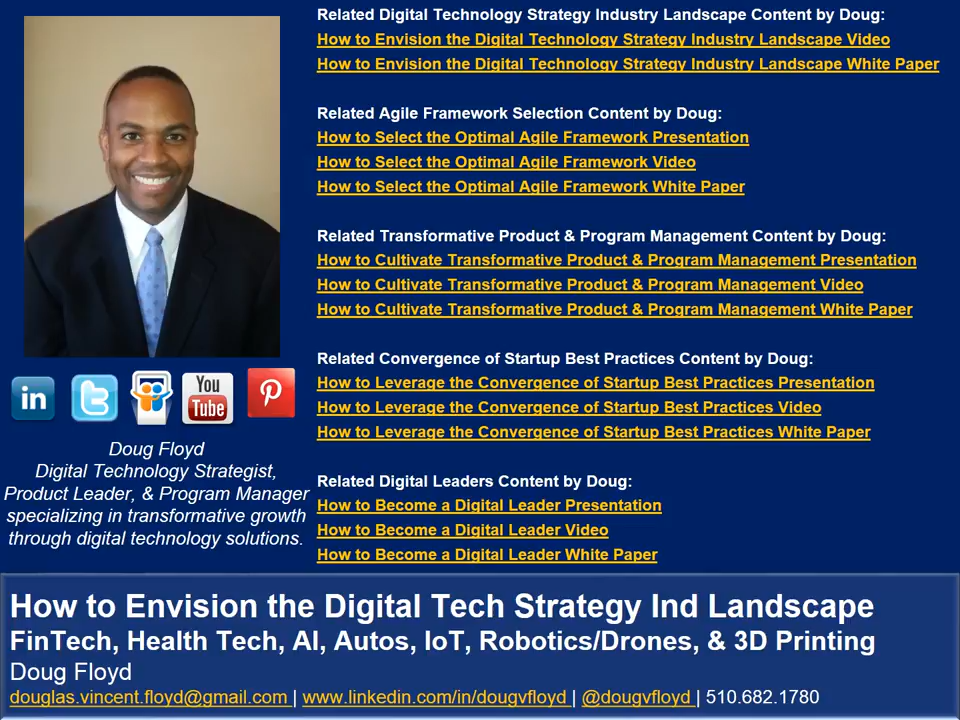 Related Digital Technology Strategy Industry Landscape Content by Doug:
How to Envision the Digital Technology Strategy Industry Landscape Video
How to Envision the Digital Technology Strategy Industry Landscape White Paper
Related Agile Framework Selection Content by Doug:
How to Select the Optimal Agile Framework Presentation
How to Select the Optimal Agile Framework Video
How to Select the Optimal Agile Framework White Paper
Related Transformative Product & Program Management Content by Doug:
How to Cultivate Transformative Product & Program Management Presentation
How to Cultivate Transformative Product & Program Management Video
How to Cultivate Transformative Product & Program Management White Paper
Related Convergence of Startup Best Practices Content by Doug:
How to Leverage the Convergence of Startup Best Practices Presentation
How to Leverage the Convergence of Startup Best Practices Video
How to Leverage the Convergence of Startup Best Practices White Paper
Related Digital Leaders Content by Doug:
How to Become a Digital Leader Presentation
How to Become a Digital Leader Video
How to Become a Digital Leader White Paper
in
You
Tube
Doug Floyd
Digital Technology Strategist,
Product Leader, & Program Manager
specializing in transformative growth
through digital technology solutions.
How to Envision the Digital Tech Strategy Ind Landscape
FinTech, Health Tech, AI, Autos, IoT, Robotics/Drones, & 3D Printing
Doug Floyd
douglas.vincent.floyd@gmail.com | www.linkedin.com/in/dougvfloyd | @dougvfloyd | 510.682.1780